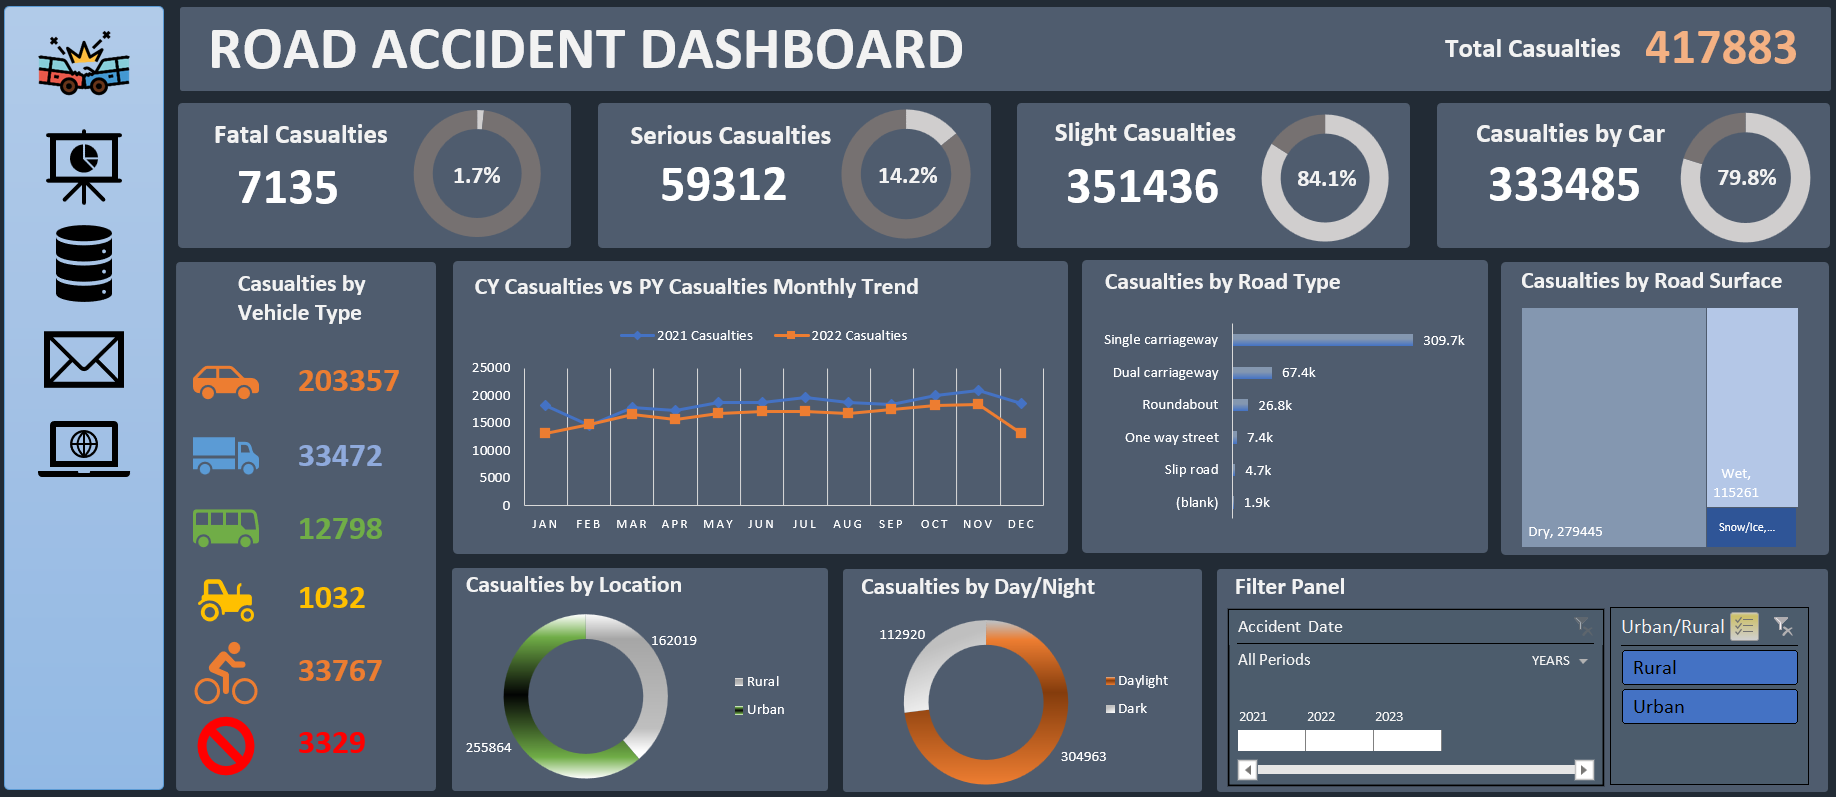 ROAD ACCIDENT DASHBOARD
Total Casualties 417883
Fatal Casualties
7135
1.7%
Serious Casualties
59312
14.2%
Slight Casualties
351436
84.1%
Casualties by Car
333485
79.8%
Casualties by
Vehicle Type
203357
33472
12798
1032
33767
3329
CY Casualties vs PY Casualties Monthly Trend
2021 Casualties 2022 Casualties
25000
20000
15000
10000
5000
0
JAN FEB MAR APR MAY JUN JUL AUG SEP OCT NOV DEC
Casualties by Road Type
Single carriageway 309.7k
Dual carriageway 67.4k
Roundabout 26.8k
One way street 7.4k
Slip road 4.7k
(blank) 1.9k
Casualties by Road Surface
Wet,
115261
Snow/Ice,...
Dry, 279445
Casualties by Location
162019
Rural
Urban
255864
Casualties by Day/Night
112920
Daylight
Dark
304963
Filter Panel
Accident Date
All Periods YEARS
2021 2022 2023
Urban/Rural
Rural
Urban